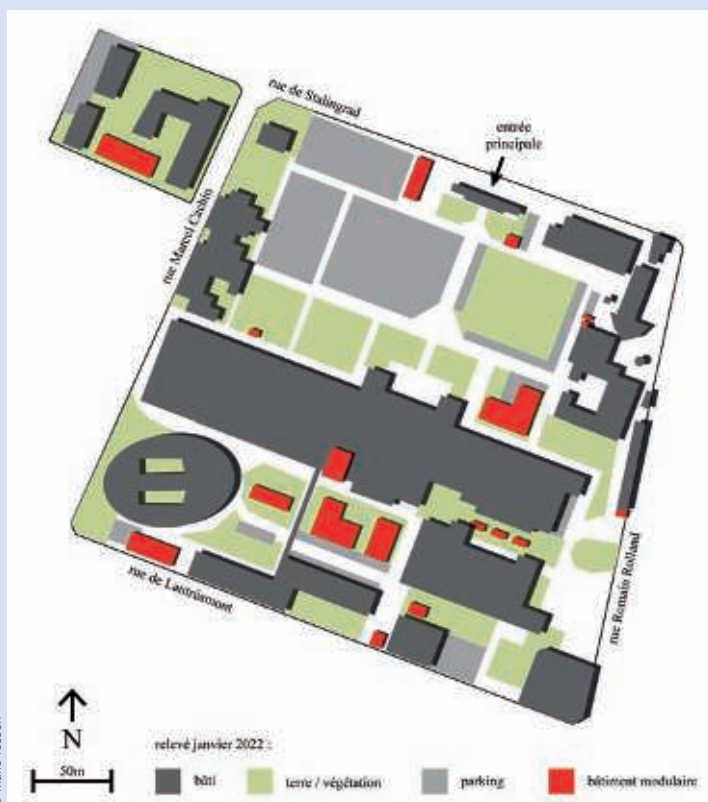 rue de Stalingrad
entrée
principale
rue Marcel Cachin
rue de Lautréamont
rue Romain Rolland
N
50m
relevé janvier 2022 :
bâti
terre / végétation
parking
bâtiment modulaire